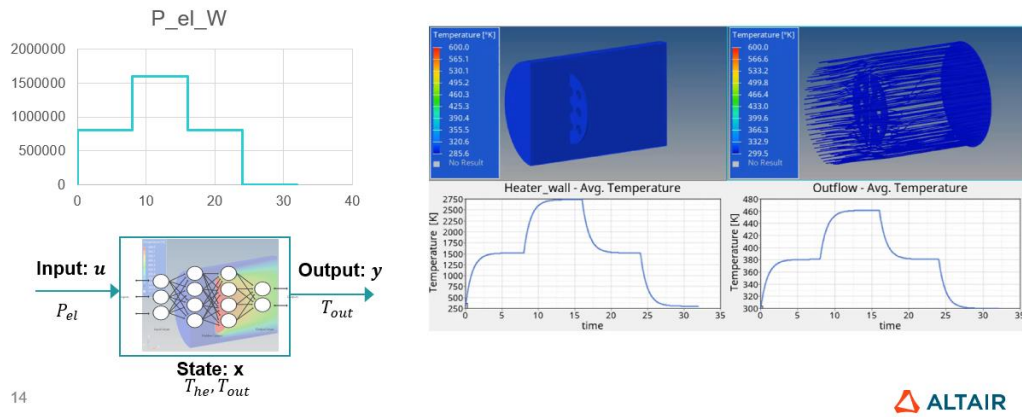 P_el_W
2000000
1500000
1000000
500000
0
0 10 20 30 40
Input: u
P_el
Output: y
T_out
State: x
T_he, T_out
Temperature [°K]
600.0
565.1
530.1
495.2
460.3
425.3
390.4
355.5
320.6
285.6
No Result
Temperature [°K]
600.0
566.6
533.2
499.8
466.4
433.0
399.6
366.3
332.9
299.5
No Result
Heater_wall - Avg. Temperature
Temperature [K]
2750
2500
2250
2000
1750
1500
1250
1000
750
500
250
0 5 10 15 20 25 30 35
time
Outflow - Avg. Temperature
Temperature [K]
480
460
440
420
400
380
360
340
320
300
0 5 10 15 20 25 30 35
time
14
ALTAIR